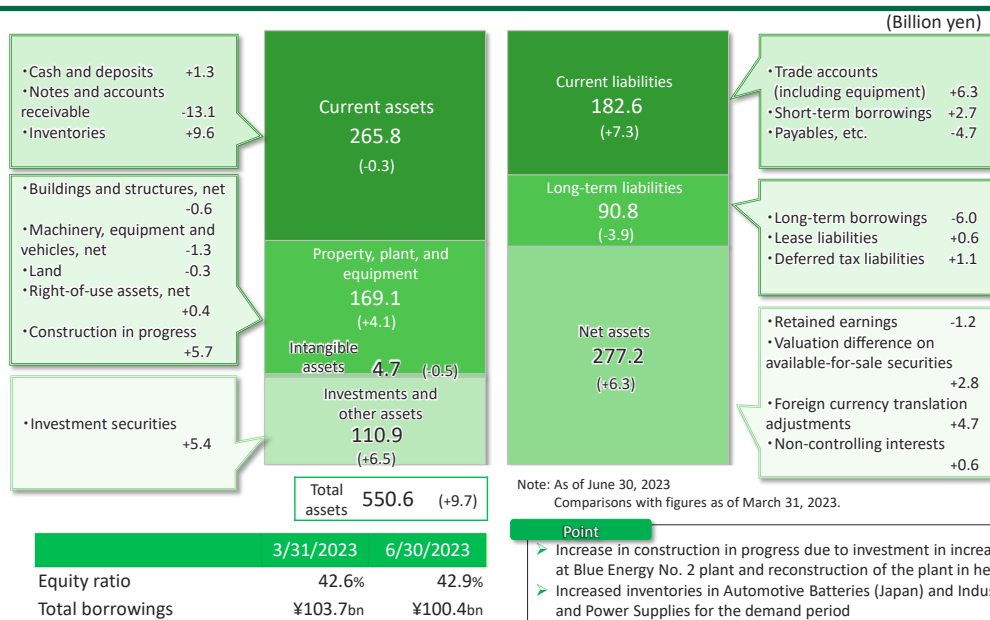 (Billion yen)
・Cash and deposits +1.3
・Notes and accounts
receivable -13.1
・Inventories +9.6
・Buildings and structures, net
-0.6
・Machinery, equipment and
vehicles, net -1.3
・Land -0.3
・Right-of-use assets, net
+0.4
・Construction in progress
+5.7
・Investment securities
+5.4
Current assets
265.8
(-0.3)
Property, plant, and
equipment
169.1
(+4.1)
Intangible
assets 4.7 (-0.5)
Investments and
other assets
110.9
(+6.5)
Total
assets 550.6 (+9.7)
Current liabilities
182.6
(+7.3)
Long-term liabilities
90.8
(-3.9)
Net assets
277.2
(+6.3)
・Trade accounts
(including equipment) +6.3
・Short-term borrowings +2.7
・Payables, etc. -4.7
・Long-term borrowings -6.0
・Lease liabilities +0.6
・Deferred tax liabilities +1.1
・Retained earnings -1.2
・Valuation difference on
available-for-sale securities
+2.8
・Foreign currency translation
adjustments +4.7
・Non-controlling interests
+0.6
Note: As of June 30, 2023
Comparisons with figures as of March 31, 2023.
3/31/2023 6/30/2023
Equity ratio 42.6% 42.9%
Total borrowings ¥103.7bn ¥100.4bn
Point
➢ Increase in construction in progress due to investment in
at Blue Energy No. 2 plant and reconstruction of the plant in
➢ Increased inventories in Automotive Batteries (Japan) and
and Power Supplies for the demand period